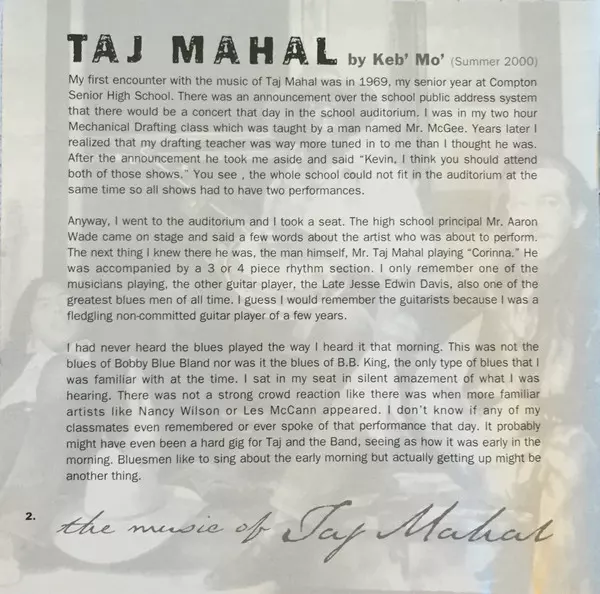 TAJ MAHAL by Keb' Mo' (Summer 2000)
My first encounter with the music of Taj Mahal was in 1969, my senior year at Compton
Senior High School. There was an announcement over the school public address system
that there would be a concert that day in the school auditorium. I was in my two hour
Mechanical Drafting class which was taught by a man named Mr. McGee. Years later I
realized that my drafting teacher was way more tuned in to me than I thought he was.
After the announcement he took me aside and said “Kevin, I think you should attend
both of those shows.” You see , the whole school could not fit in the auditorium at the
same time so all shows had to have two performances.
Anyway, I went to the auditorium and I took a seat. The high school principal Mr. Aaron
Wade came on stage and said a few words about the artist who was about to perform.
The next thing I knew there he was, the man himself, Mr. Taj Mahal playing “Corinna.” He
was accompanied by a 3 or 4 piece rhythm section. I only remember one of the
musicians playing, the other guitar player, the Late Jesse Edwin Davis, also one of the
greatest blues men of all time. I guess I would remember the guitarists because I was a
fledgling non-committed guitar player of a few years.
I had never heard the blues played the way I heard it that morning. This was not the
blues of Bobby Blue Bland nor was it the blues of B.B. King, the only type of blues that I
was familiar with at the time. I sat in my seat in silent amazement of what I was
hearing. There was not a strong crowd reaction like there was when more familiar
artists like Nancy Wilson or Les McCann appeared. I don't know if any of my
classmates even remembered or ever spoke of that performance that day. It probably
might have even been a hard gig for Taj and the Band, seeing as how it was early in the
morning. Bluesmen like to sing about the early morning but actually getting up might be
another thing.
2.
the music of Taj Mahal